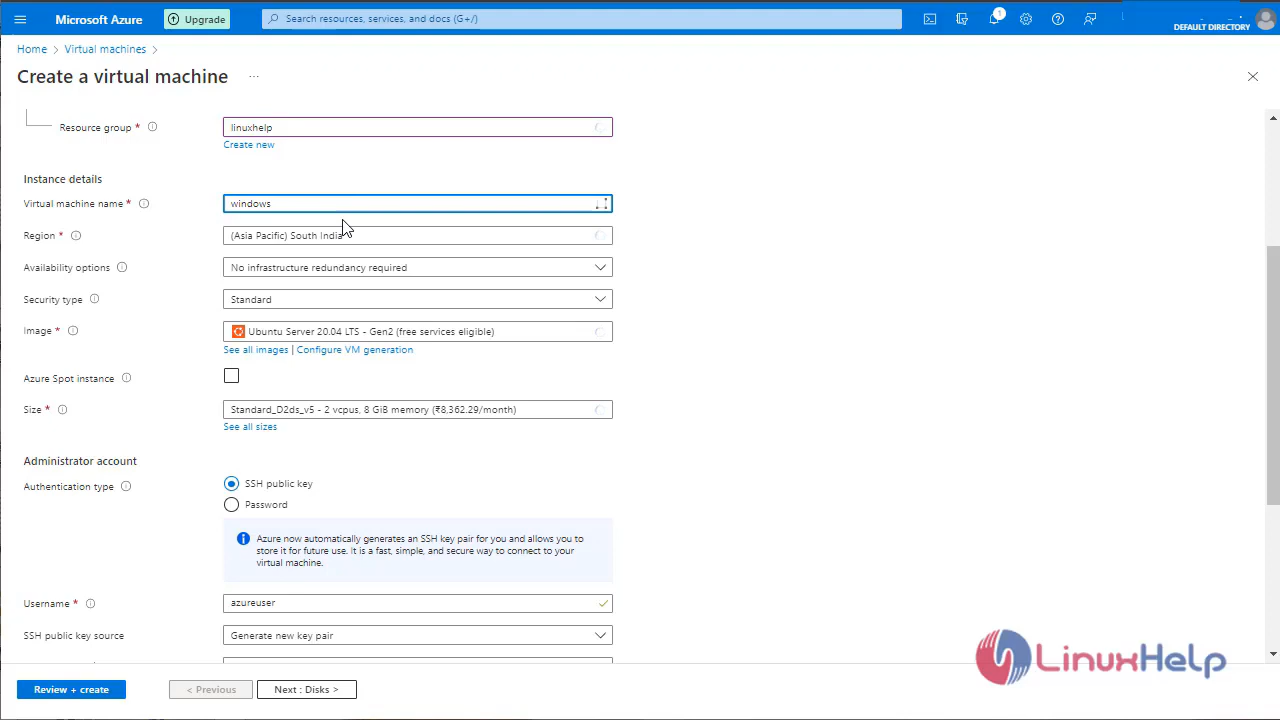 Microsoft Azure
Upgrade
Search resources, services, and docs (G+/)
1
DEFAULT DIRECTORY
Home > Virtual machines >
Create a virtual machine ...
Resource group *
linuxhelp
Create new
Instance details
Virtual machine name *
windows
Region *
(Asia Pacific) South India
Availability options
No infrastructure redundancy required
Security type
Standard
Image *
Ubuntu Server 20.04 LTS - Gen2 (free services eligible)
See all images | Configure VM generation
Azure Spot instance
Size *
Standard_D2ds_v5 - 2 vcpus, 8 GiB memory (₹8,362.29/month)
See all sizes
Administrator account
Authentication type
SSH public key
Password
Azure now automatically generates an SSH key pair for you and allows you to
store it for future use. It is a fast, simple, and secure way to connect to your
virtual machine.
Username *
azureuser
SSH public key source
Generate new key pair
Review + create
< Previous
Next : Disks >
LinuxHelp